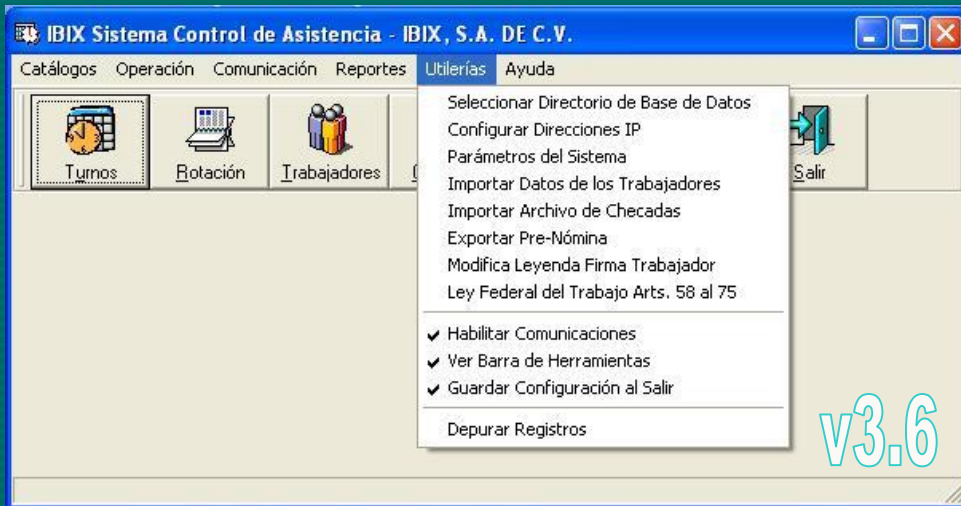 IBIX Sistema Control de Asistencia - IBIX, S.A. DE C.V.
Catálogos Operación Comunicación Reportes Utilerías Ayuda
Turnos Rotación Trabajadores Salir
Seleccionar Directorio de Base de Datos
Configurar Direcciones IP
Parámetros del Sistema
Importar Datos de los Trabajadores
Importar Archivo de Checadas
Exportar Pre-Nómina
Modifica Leyenda Firma Trabajador
Ley Federal del Trabajo Arts. 58 al 75
Habilitar Comunicaciones
Ver Barra de Herramientas
Guardar Configuración al Salir
Depurar Registros
v3.6